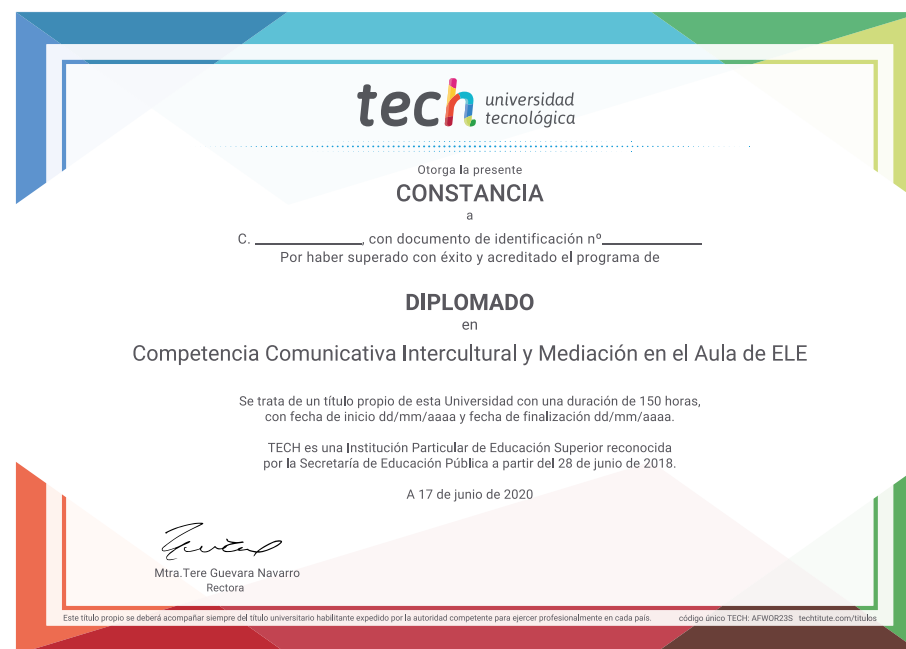 tech universidad
tecnológica
Otorga la presente
CONSTANCIA
a
C. ____________, con documento de identificación nº___________
Por haber superado con éxito y acreditado el programa de
DIPLOMADO
en
Competencia Comunicativa Intercultural y Mediación en el Aula de ELE
Se trata de un título propio de esta Universidad con una duración de 150 horas,
con fecha de inicio dd/mm/aaaa y fecha de finalización dd/mm/aaaa.
TECH es una Institución Particular de Educación Superior reconocida
por la Secretaría de Educación Pública a partir del 28 de junio de 2018.
A 17 de junio de 2020
Mtra.Tere Guevara Navarro
Rectora
Este título propio se deberá acompañar siempre del título universitario habilitante expedido por la autoridad competente para ejercer profesionalmente en cada país. código único TECH: AFWOR23S techtitute.com/titulos